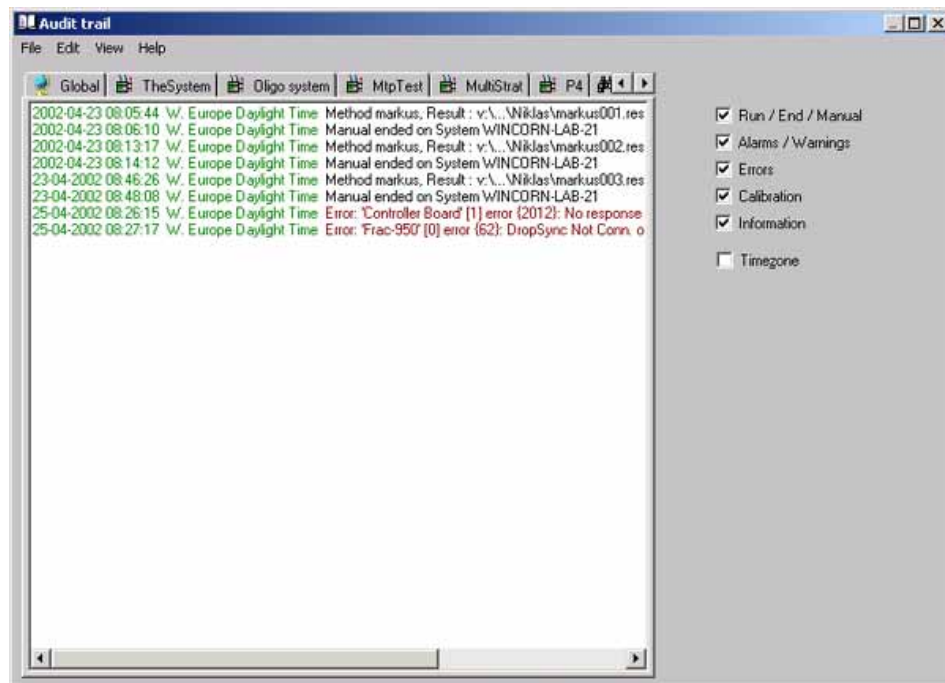 Audit trail
File Edit View Help
Global TheSystem Oligo system MtpTest MultiStrat P4
2002-04-23 08:05:44 W. Europe Daylight Time Method markus, Result : v:\...\Niklas\markus001.res
2002-04-23 08:06:10 W. Europe Daylight Time Manual ended on System WINCORN-LAB-21
2002-04-23 08:13:17 W. Europe Daylight Time Method markus, Result : v:\...\Niklas\markus002.res
2002-04-23 08:14:12 W. Europe Daylight Time Manual ended on System WINCORN-LAB-21
23-04-2002 08:46:26 W. Europe Daylight Time Method markus, Result : v:\...\Niklas\markus003.res
23-04-2002 08:48:08 W. Europe Daylight Time Manual ended on System WINCORN-LAB-21
25-04-2002 08:26:15 W. Europe Daylight Time Error: 'Controller Board' [1] error {2012}: No response
25-04-2002 08:27:17 W. Europe Daylight Time Error: 'Frac-950' [0] error {62}: DropSync Not Conn. o
Run / End / Manual
Alarms / Warnings
Errors
Calibration
Information
Timezone